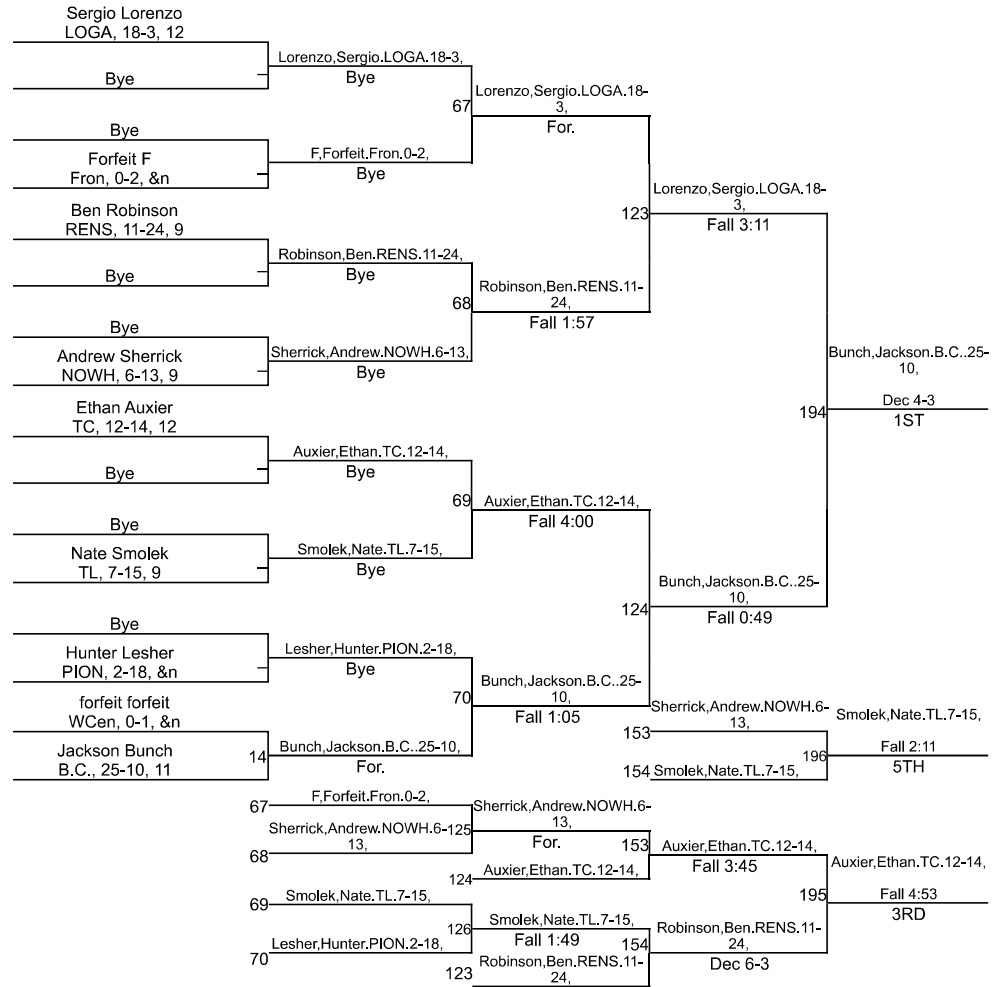 Sergio Lorenzo
LOGA, 18-3, 12
Bye
Bye
Forfeit F
Fron, 0-2, &n
Ben Robinson
RENS, 11-24, 9
Bye
Bye
Andrew Sherrick
NOWH, 6-13, 9
Ethan Auxier
TC, 12-14, 12
Bye
Bye
Nate Smolek
TL, 7-15, 9
Bye
Hunter Lesher
PION, 2-18, &n
forfeit forfeit
WCen, 0-1, &n
Jackson Bunch
B.C., 25-10, 11
14
Lorenzo,Sergio.LOGA.18-3,
Bye
F,Forfeit.Fron.0-2,
Bye
Robinson,Ben.RENS.11-24,
Bye
Sherrick,Andrew.NOWH.6-13,
Bye
Auxier,Ethan.TC.12-14,
Bye
Smolek,Nate.TL.7-15,
Bye
Lesher,Hunter.PION.2-18,
Bye
Bunch,Jackson.B.C..25-10,
For.
67
Lorenzo,Sergio.LOGA.18-
3,
For.
68
Robinson,Ben.RENS.11-
24,
Fall 1:57
69
Auxier,Ethan.TC.12-14,
Fall 4:00
70
Bunch,Jackson.B.C..25-
10,
Fall 1:05
123
Lorenzo,Sergio.LOGA.18-
3,
Fall 3:11
124
Bunch,Jackson.B.C..25-
10,
Fall 0:49
194
Bunch,Jackson.B.C..25-
10,
Dec 4-3
1ST
153
Sherrick,Andrew.NOWH.6-
13,
154
Smolek,Nate.TL.7-15,
196
Smolek,Nate.TL.7-15,
Fall 2:11
5TH
67
F,Forfeit.Fron.0-2,
68
Sherrick,Andrew.NOWH.6-
13,
125
Sherrick,Andrew.NOWH.6-
13,
For.
124
Auxier,Ethan.TC.12-14,
153
Auxier,Ethan.TC.12-14,
Fall 3:45
69
Smolek,Nate.TL.7-15,
70
Lesher,Hunter.PION.2-18,
126
Smolek,Nate.TL.7-15,
Fall 1:49
123
Robinson,Ben.RENS.11-
24,
154
Robinson,Ben.RENS.11-
24,
Dec 6-3
195
Auxier,Ethan.TC.12-14,
Fall 4:53
3RD